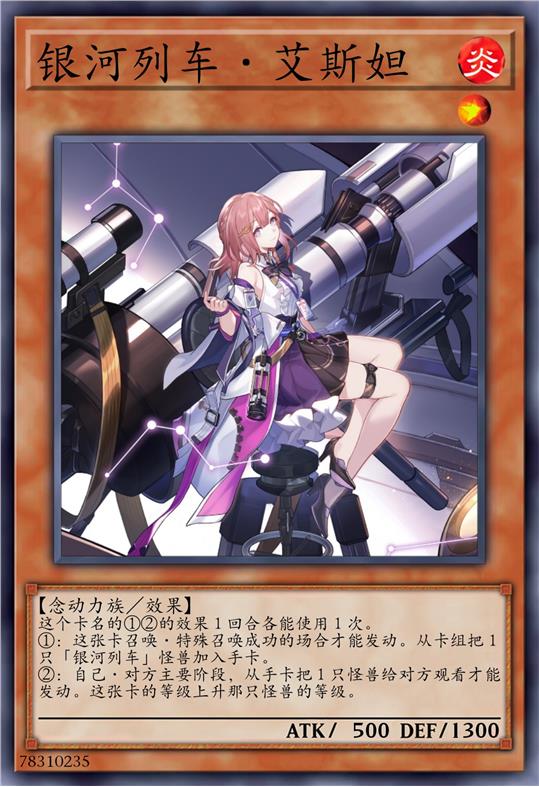 银河列车·艾斯妲
炎
【念动力族／效果】
这个卡名的①②的效果1回合各能使用1次。
①：这张卡召唤·特殊召唤成功的场合才能发动。从卡组把1
只「银河列车」怪兽加入手卡。
②：自己·对方主要阶段，从手卡把1只怪兽给对方观看才能
发动。这张卡的等级上升那只怪兽的等级。
ATK/ 500 DEF/1300
78310235